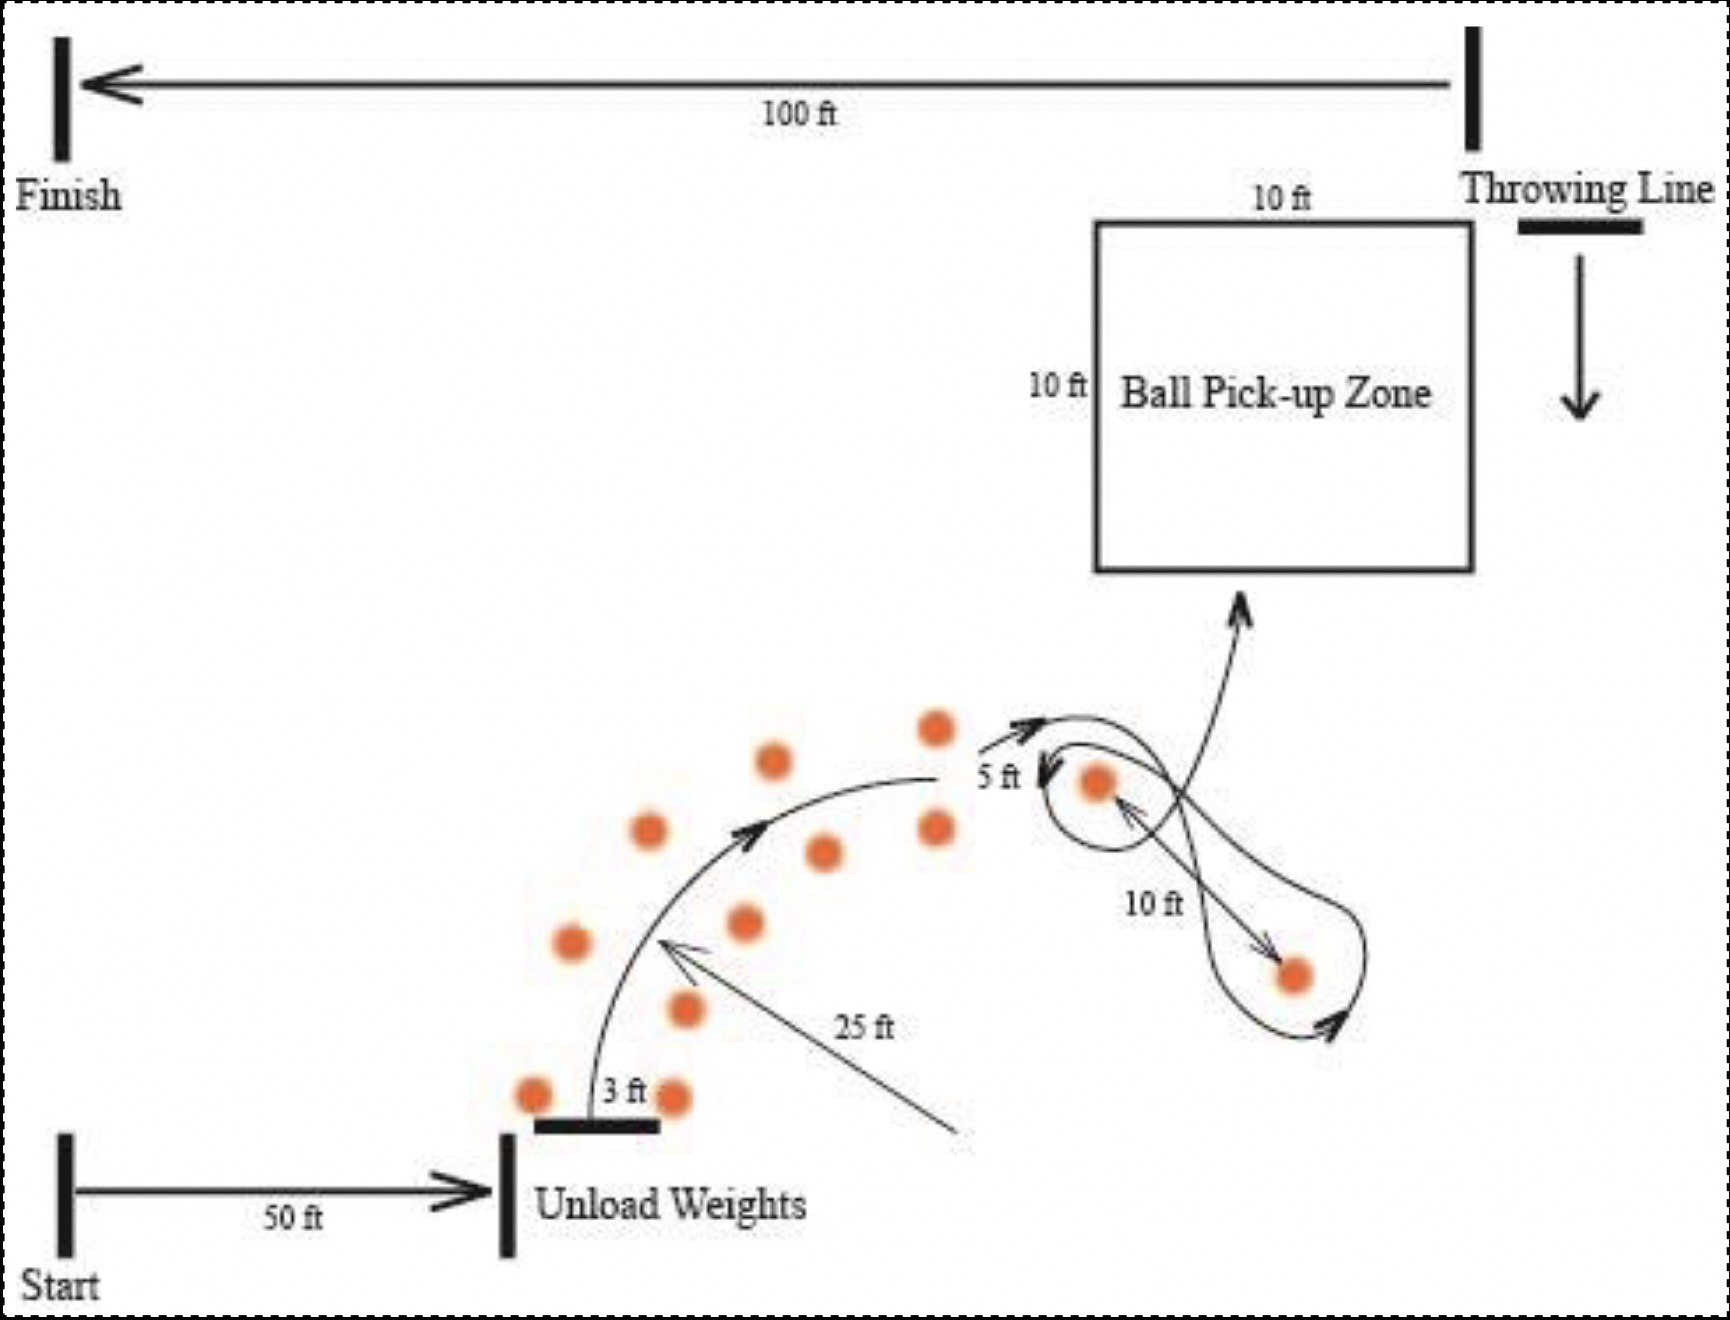 100 ft
Finish
Throwing Line
10 ft
10 ft
Ball Pick-up Zone
5 ft
10 ft
25 ft
3 ft
Unload Weights
50 ft
Start